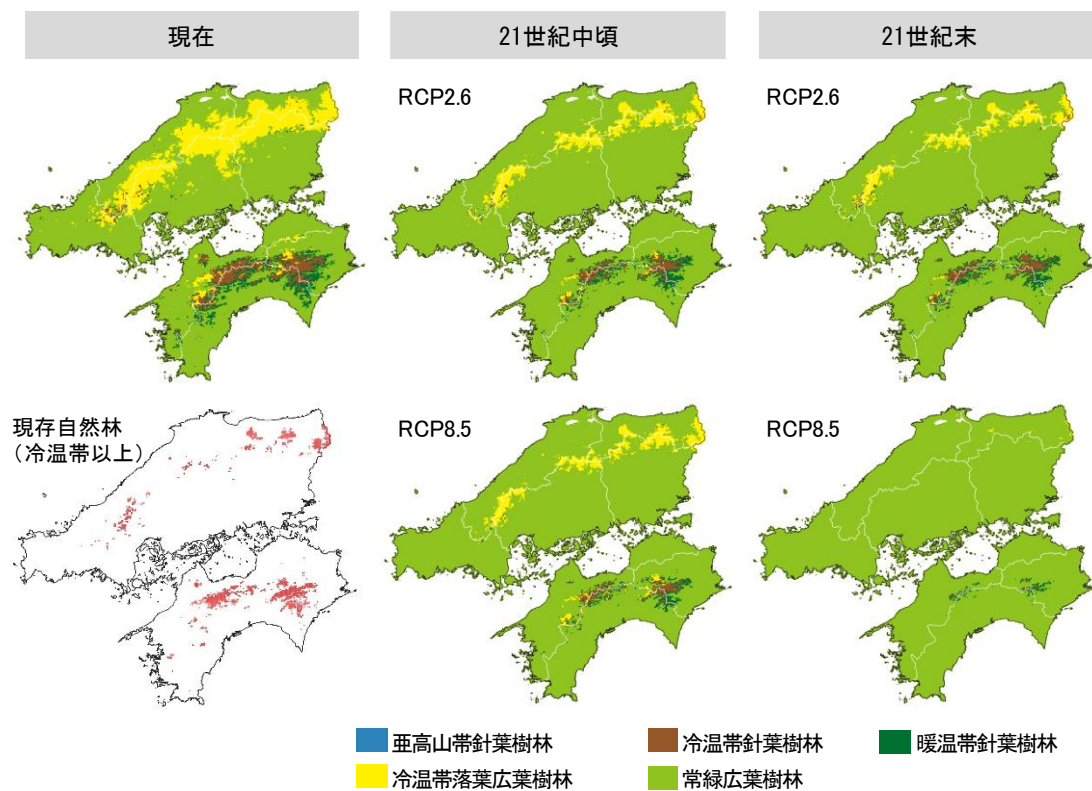 現在
21世紀中頃
21世紀末
RCP2.6
RCP2.6
現存自然林
（冷温帯以上）
RCP8.5
RCP8.5
亜高山帯針葉樹林
冷温帯針葉樹林
暖温帯針葉樹林
冷温帯落葉広葉樹林
常緑広葉樹林